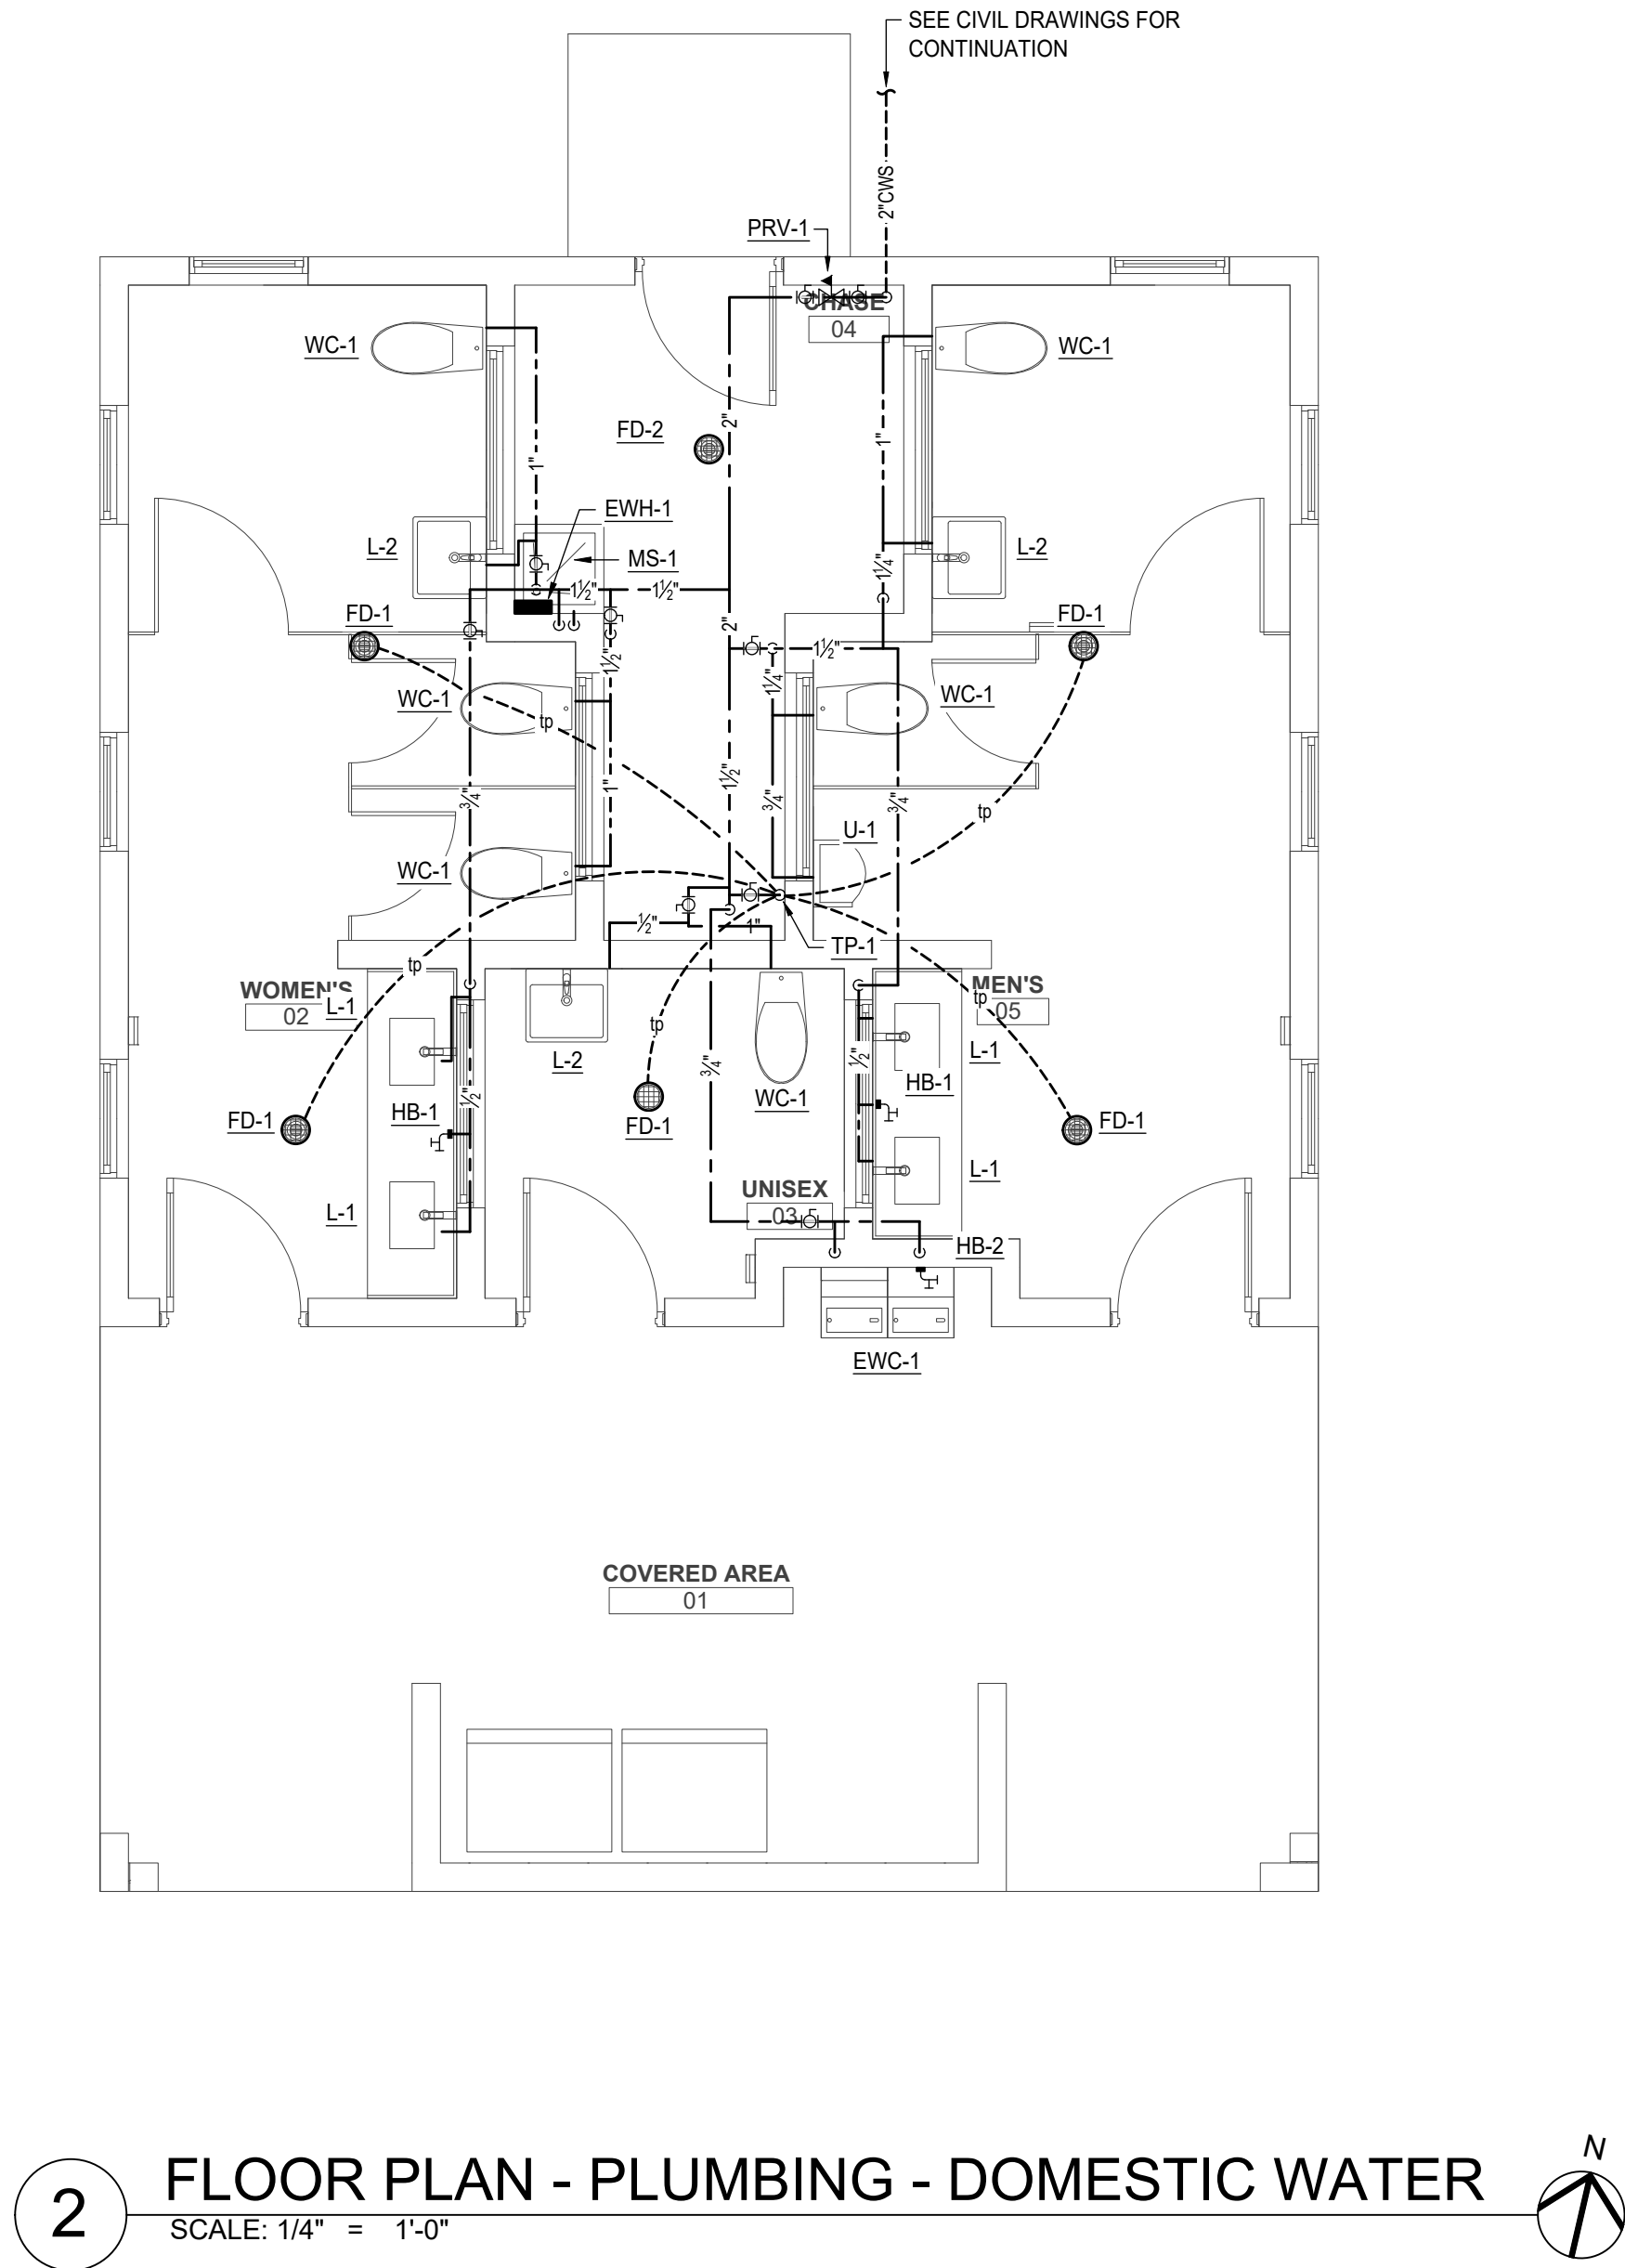 SEE CIVIL DRAWINGS FOR
CONTINUATION
2"CWS
PRV-1
CHASE
04
WC-1
WC-1
2"
1"
FD-2
1"
EWH-1
L-2
MS-1
L-2
1¼"
1½"
1½"
FD-1
2"
FD-1
1½"
1½"
1¼"
WC-1
WC-1
tp
1½"
¾"
1"
¾"
¾"
tp
U-1
WC-1
½"
1"
TP-1
tp
WOMEN'S
02
L-1
MEN'S
05
tp
tp
L-2
¾"
½"
L-1
HB-1
WC-1
½"
HB-1
FD-1
FD-1
FD-1
L-1
UNISEX
03
L-1
HB-2
EWC-1
COVERED AREA
01
N
2
FLOOR PLAN - PLUMBING - DOMESTIC WATER
SCALE: 1/4" = 1'-0"